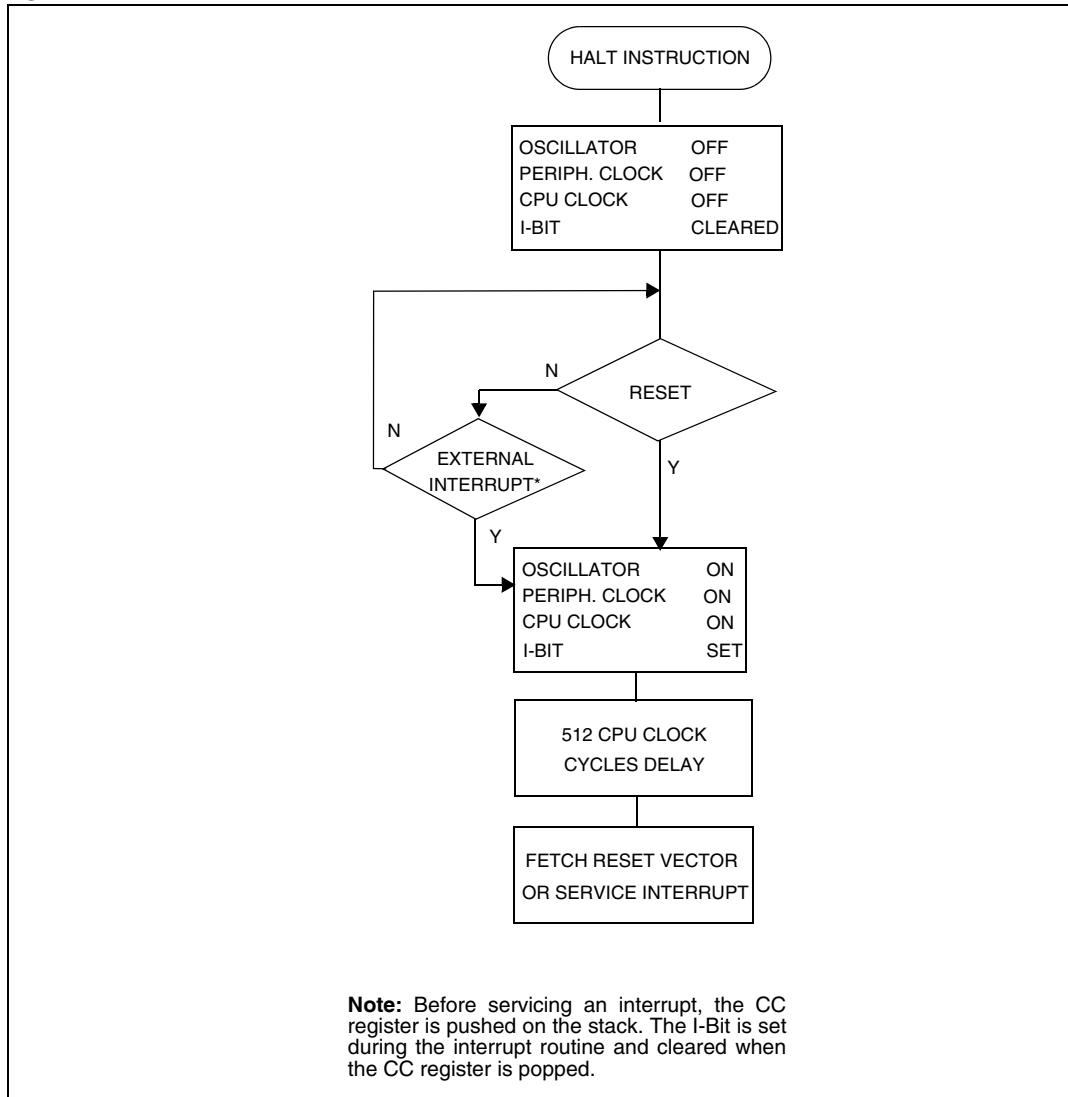 HALT INSTRUCTION
OSCILLATOR OFF
PERIPH. CLOCK OFF
CPU CLOCK OFF
I-BIT CLEARED
N
RESET
N
EXTERNAL
INTERRUPT*
Y
Y
OSCILLATOR ON
PERIPH. CLOCK ON
CPU CLOCK ON
I-BIT SET
512 CPU CLOCK
CYCLES DELAY
FETCH RESET VECTOR
OR SERVICE INTERRUPT
Note: Before servicing an interrupt, the CC
register is pushed on the stack. The I-Bit is set
during the interrupt routine and cleared when
the CC register is popped.